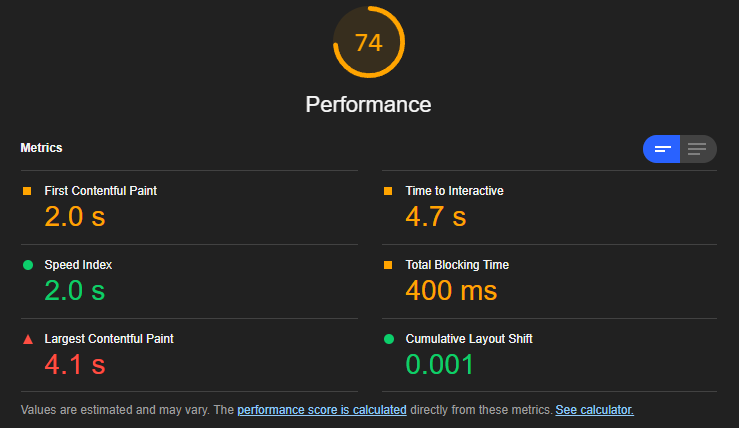 74
Performance
Metrics
First Contentful Paint
2.0 s
Time to Interactive
4.7 s
Speed Index
2.0 s
Total Blocking Time
400 ms
Largest Contentful Paint
4.1 s
Cumulative Layout Shift
0.001
Values are estimated and may vary. The performance score is calculated directly from these metrics. See calculator.